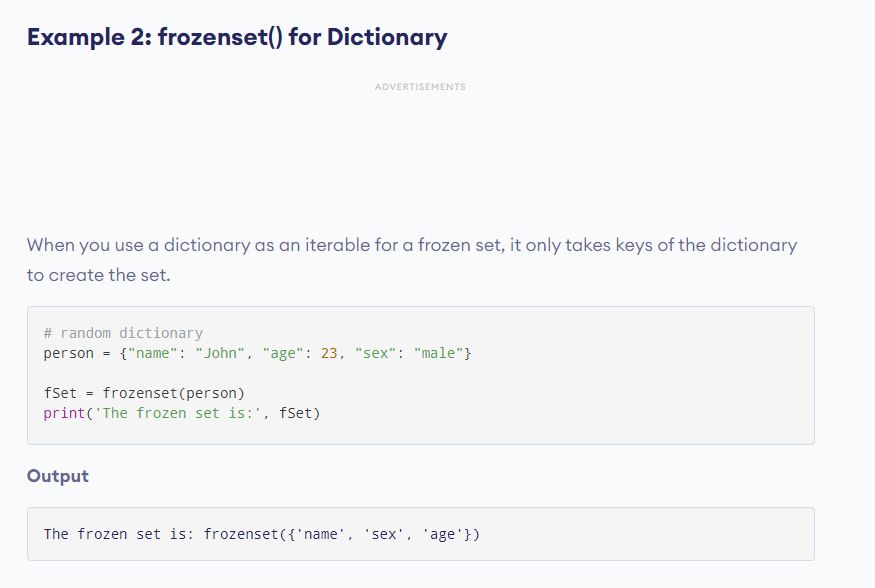 Example 2: frozenset() for Dictionary
ADVERTISEMENTS
When you use a dictionary as an iterable for a frozen set, it only takes keys of the dictionary
to create the set.
# random dictionary
person = {"name": "John", "age": 23, "sex": "male"}
fSet = frozenset(person)
print('The frozen set is:', fSet)
Output
The frozen set is: frozenset({'name', 'sex', 'age'})